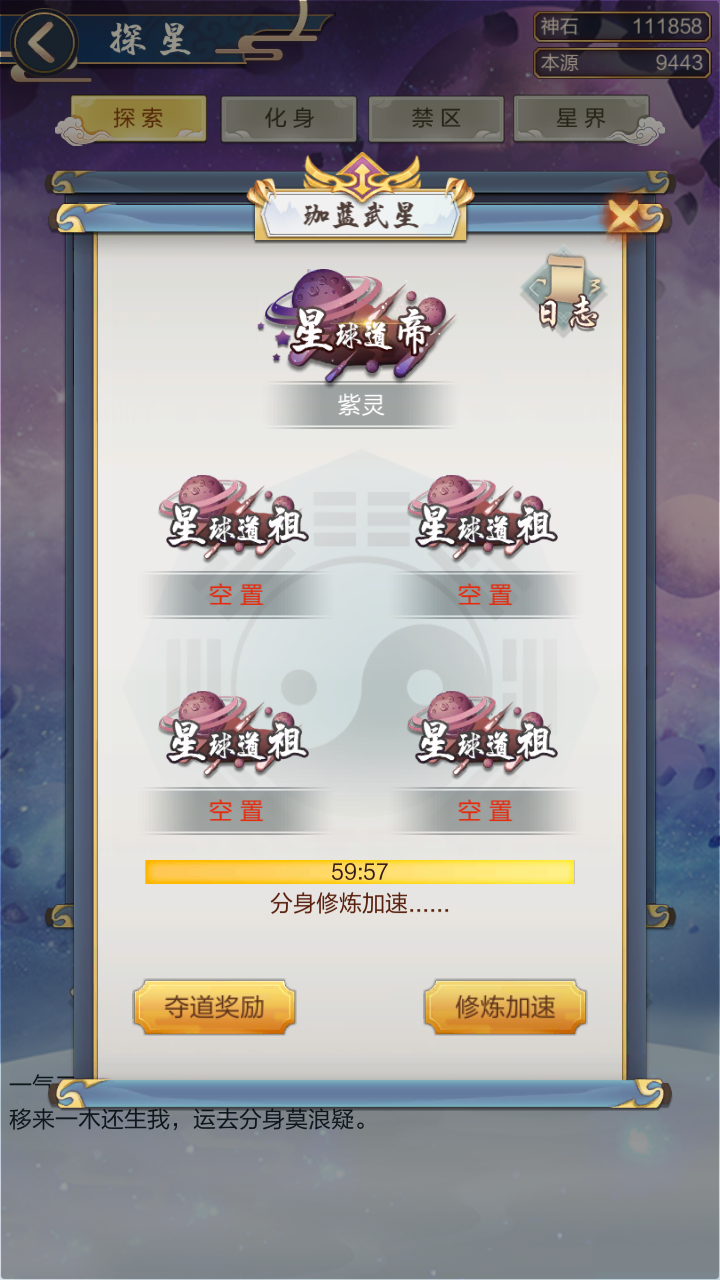 探星
神石 111858
本源 9443
探索 化身 禁区 星界
珈蓝武星
日志
星球道帝
紫灵
星球道祖 星球道祖
空置 空置
星球道祖 星球道祖
空置 空置
59:57
分身修炼加速......
夺道奖励 修炼加速
一气
移来一木还生我，运去分身莫浪疑。